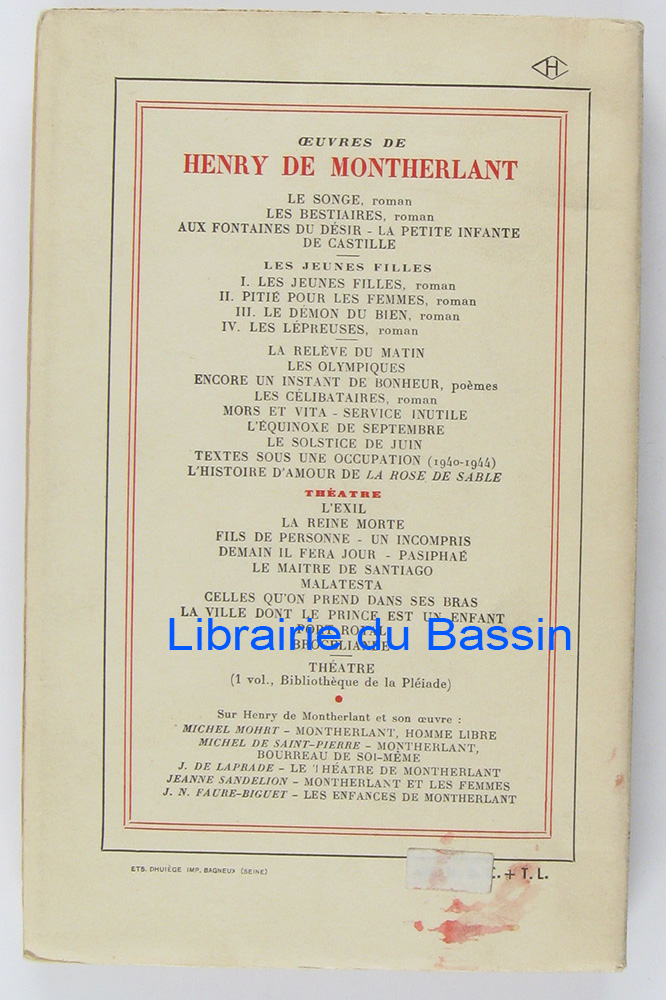 ŒUVRES DE
HENRY DE MONTHERLANT
LE SONGE, roman
LES BESTIAIRES, roman
AUX FONTAINES DU DÉSIR - LA PETITE INFANTE
DE CASTILLE
LES JEUNES FILLES
I. LES JEUNES FILLES, roman
II. PITIÉ POUR LES FEMMES, roman
III. LE DÉMON DU BIEN, roman
IV. LES LÉPREUSES, roman
LA RELÈVE DU MATIN
LES OLYMPIQUES
ENCORE UN INSTANT DE BONHEUR, poèmes
LES CÉLIBATAIRES, roman
MORS ET VITA - SERVICE INUTILE
L'ÉQUINOXE DE SEPTEMBRE
LE SOLSTICE DE JUIN
TEXTES SOUS UNE OCCUPATION (1940-1944)
L'HISTOIRE D'AMOUR DE LA ROSE DE SABLE
THÉATRE
L'EXIL
LA REINE MORTE
FILS DE PERSONNE - UN INCOMPRIS
DEMAIN IL FERA JOUR - PASIPHAÉ
LE MAITRE DE SANTIAGO
MALATESTA
CELLES QU'ON PREND DANS SES BRAS
LA VILLE DONT LE PRINCE EST UN ENFANT
PORT-ROYAL
Librairie du Bassin
BROCÉLIANDE
THÉATRE
(1 vol., Bibliothèque de la Pléiade)
Sur Henry de Montherlant et son œuvre :
MICHEL MOHRT - MONTHERLANT, HOMME LIBRE
MICHEL DE SAINT-PIERRE - MONTHERLANT,
BOURREAU DE SOI-MÊME
J. DE LAPRADE - LE THÉATRE DE MONTHERLANT
JEANNE SANDELION - MONTHERLANT ET LES FEMMES
J. N. FAURE-BIGUET - LES ENFANCES DE MONTHERLANT
ETS. DHUIÈGE IMP. BAGNEUX (SEINE)
C. + T. L.